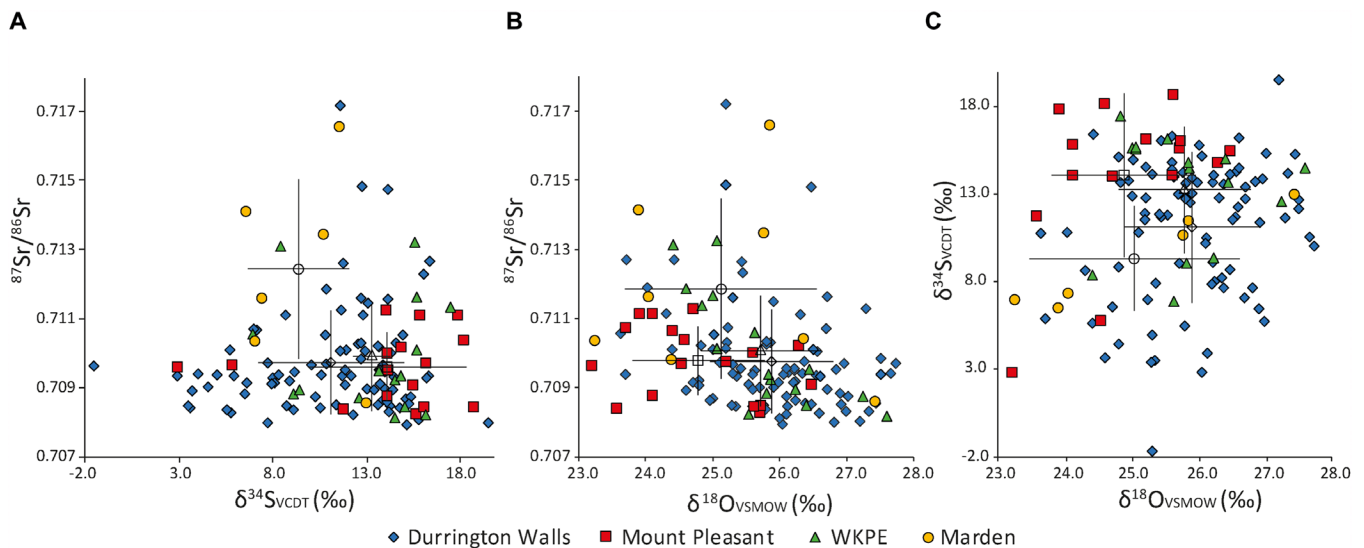 A
B
C
0.717
0.715
0.713
0.711
0.709
0.707
⁸⁷Sr/⁸⁶Sr
-2.0 3.0 8.0 13.0 18.0
δ³⁴SVCDT (‰)
0.717
0.715
0.713
0.711
0.709
0.707
⁸⁷Sr/⁸⁶Sr
23.0 24.0 25.0 26.0 27.0 28.0
δ¹⁸OVSMOW (‰)
18.0
13.0
8.0
3.0
-2.0
δ³⁴SVCDT (‰)
23.0 24.0 25.0 26.0 27.0 28.0
δ¹⁸OVSMOW (‰)
Durrington Walls Mount Pleasant WKPE Marden